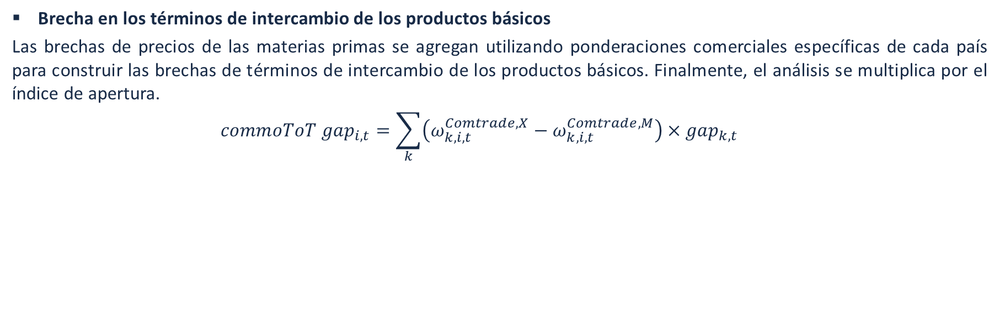 ▪ Brecha en los términos de intercambio de los productos básicos
Las brechas de precios de las materias primas se agregan utilizando ponderaciones comerciales específicas de cada país
para construir las brechas de términos de intercambio de los productos básicos. Finalmente, el análisis se multiplica por el
índice de apertura.
$commoToT\ gap_{i,t} = \sum_{k} \left( \omega_{k,i,t}^{Comtrade,X} - \omega_{k,i,t}^{Comtrade,M} \right) \times gap_{k,t}$